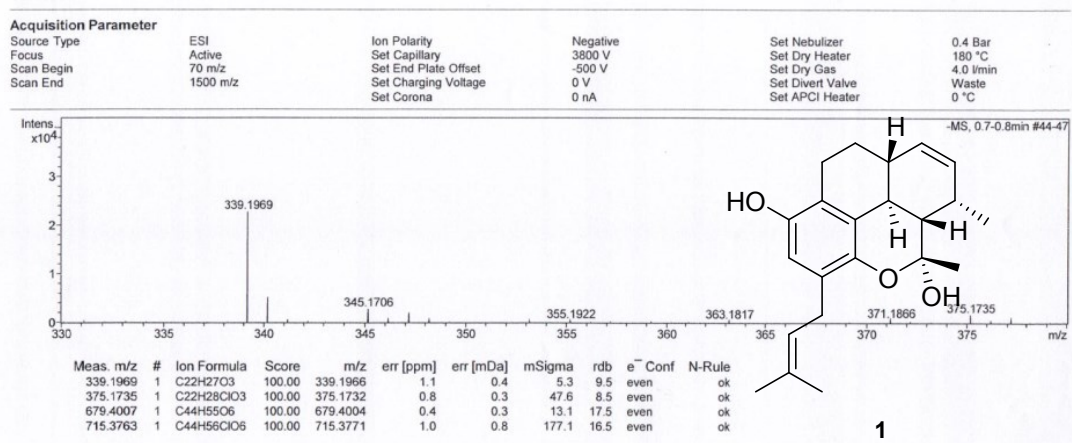 Acquisition Parameter
Source Type ESI Ion Polarity Negative Set Nebulizer 0.4 Bar
Focus Active Set Capillary 3800 V Set Dry Heater 180 °C
Scan Begin 70 m/z Set End Plate Offset -500 V Set Dry Gas 4.0 l/min
Scan End 1500 m/z Set Charging Voltage 0 V Set Divert Valve Waste
Set Corona 0 nA Set APCI Heater 0 °C
Intens.
x10⁴
-MS, 0.7-0.8min #44-47
3
2
1
0
339.1969
345.1706
355.1922
363.1817
371.1866
375.1735
330 335 340 345 350 355 360 365 370 375 m/z
H
HO
H
H
O
OH
1
Meas. m/z # Ion Formula Score m/z err [ppm] err [mDa] mSigma rdb e⁻ Conf N-Rule
339.1969 1 C22H27O3 100.00 339.1966 1.1 0.4 5.3 9.5 even ok
375.1735 1 C22H28ClO3 100.00 375.1732 0.8 0.3 47.6 8.5 even ok
679.4007 1 C44H55O6 100.00 679.4004 0.4 0.3 13.1 17.5 even ok
715.3763 1 C44H56ClO6 100.00 715.3771 1.0 0.8 177.1 16.5 even ok